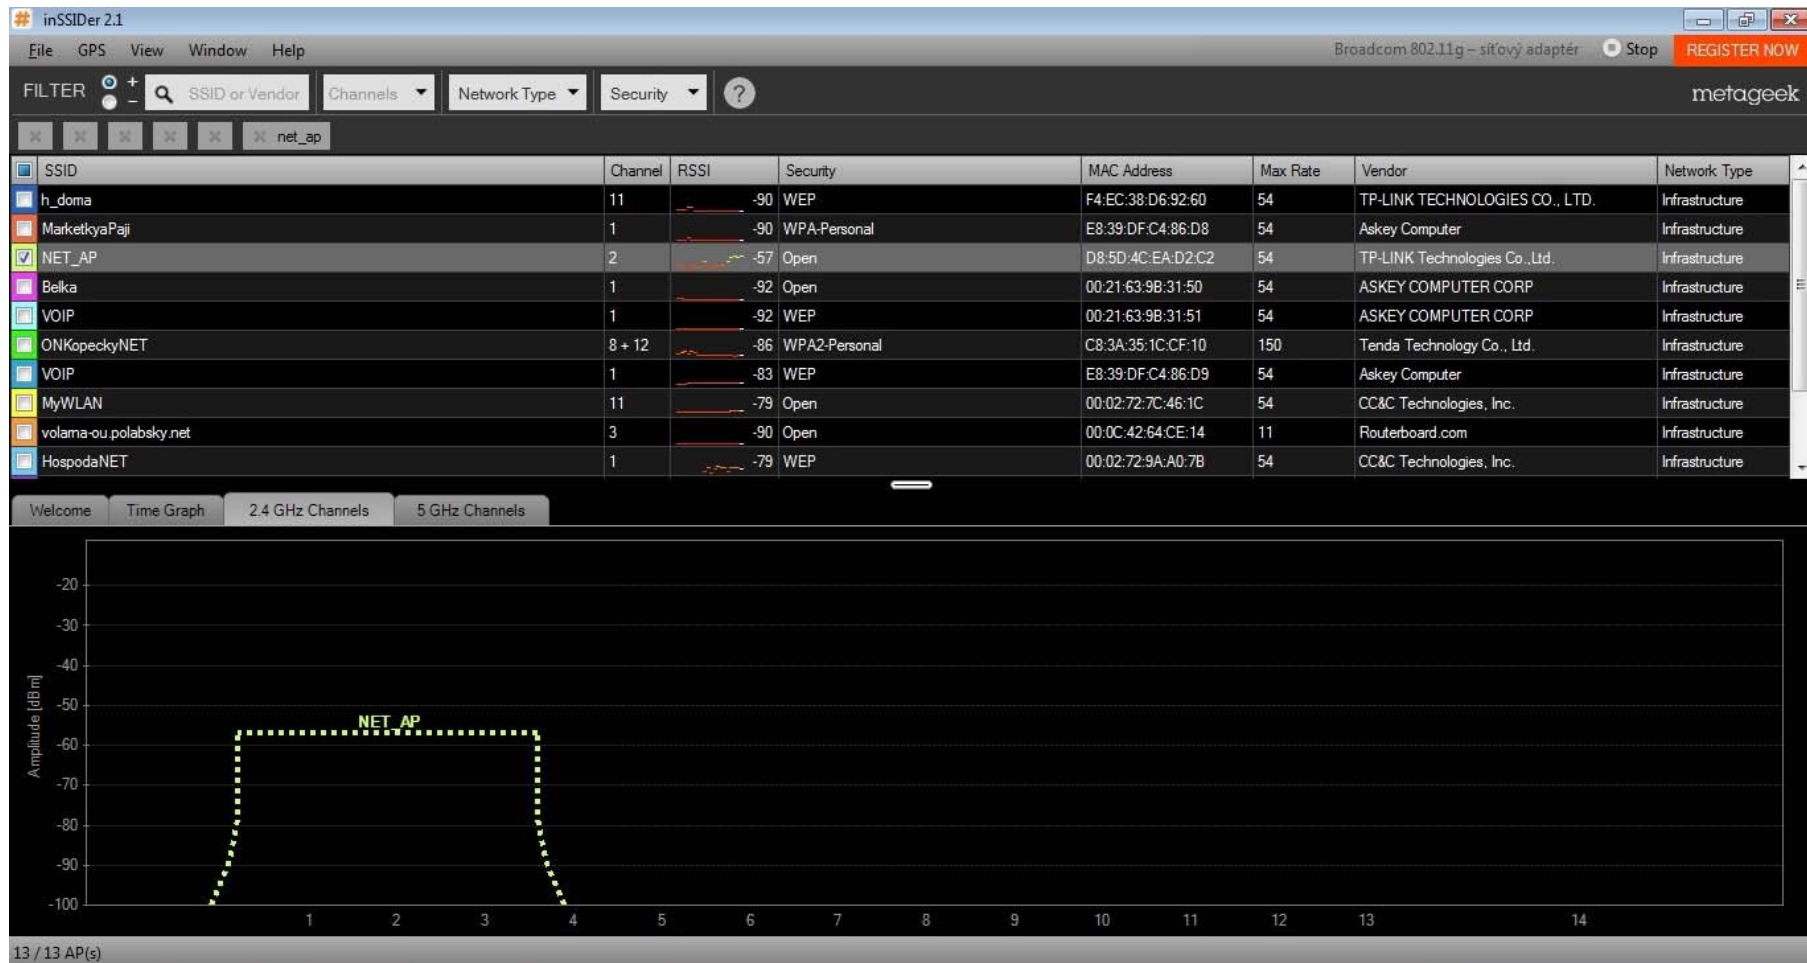 inSSIDer 2.1
File GPS View Window Help Broadcom 802.11g – síťový adaptér Stop REGISTER NOW
FILTER + − SSID or Vendor Channels Network Type Security ? metageek
net_ap
SSID Channel RSSI Security MAC Address Max Rate Vendor Network Type
h_doma 11 -90 WEP F4:EC:38:D6:92:60 54 TP-LINK TECHNOLOGIES CO., LTD. Infrastructure
MarketkyaPaji 1 -90 WPA-Personal E8:39:DF:C4:86:D8 54 Askey Computer Infrastructure
NET_AP 2 -57 Open D8:5D:4C:EA:D2:C2 54 TP-LINK Technologies Co.,Ltd. Infrastructure
Belka 1 -92 Open 00:21:63:9B:31:50 54 ASKEY COMPUTER CORP Infrastructure
VOIP 1 -92 WEP 00:21:63:9B:31:51 54 ASKEY COMPUTER CORP Infrastructure
ONKopeckyNET 8 + 12 -86 WPA2-Personal C8:3A:35:1C:CF:10 150 Tenda Technology Co., Ltd. Infrastructure
VOIP 1 -83 WEP E8:39:DF:C4:86:D9 54 Askey Computer Infrastructure
MyWLAN 11 -79 Open 00:02:72:7C:46:1C 54 CC&C Technologies, Inc. Infrastructure
volarna-ou.polabsky.net 3 -90 Open 00:0C:42:64:CE:14 11 Routerboard.com Infrastructure
HospodaNET 1 -79 WEP 00:02:72:9A:A0:7B 54 CC&C Technologies, Inc. Infrastructure
Welcome Time Graph 2.4 GHz Channels 5 GHz Channels
Amplitude [dBm]
-20
-30
-40
-50
NET_AP
-60
-70
-80
-90
-100
1 2 3 4 5 6 7 8 9 10 11 12 13 14
13 / 13 AP(s)